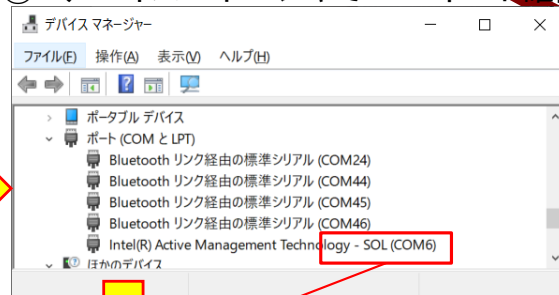 デバイス マネージャー
ファイル(F) 操作(A) 表示(V) ヘルプ(H)
ポータブル デバイス
ポート (COM と LPT)
Bluetooth リンク経由の標準シリアル (COM24)
Bluetooth リンク経由の標準シリアル (COM44)
Bluetooth リンク経由の標準シリアル (COM45)
Bluetooth リンク経由の標準シリアル (COM46)
Intel(R) Active Management Technology - SOL (COM6)
ほかのデバイス